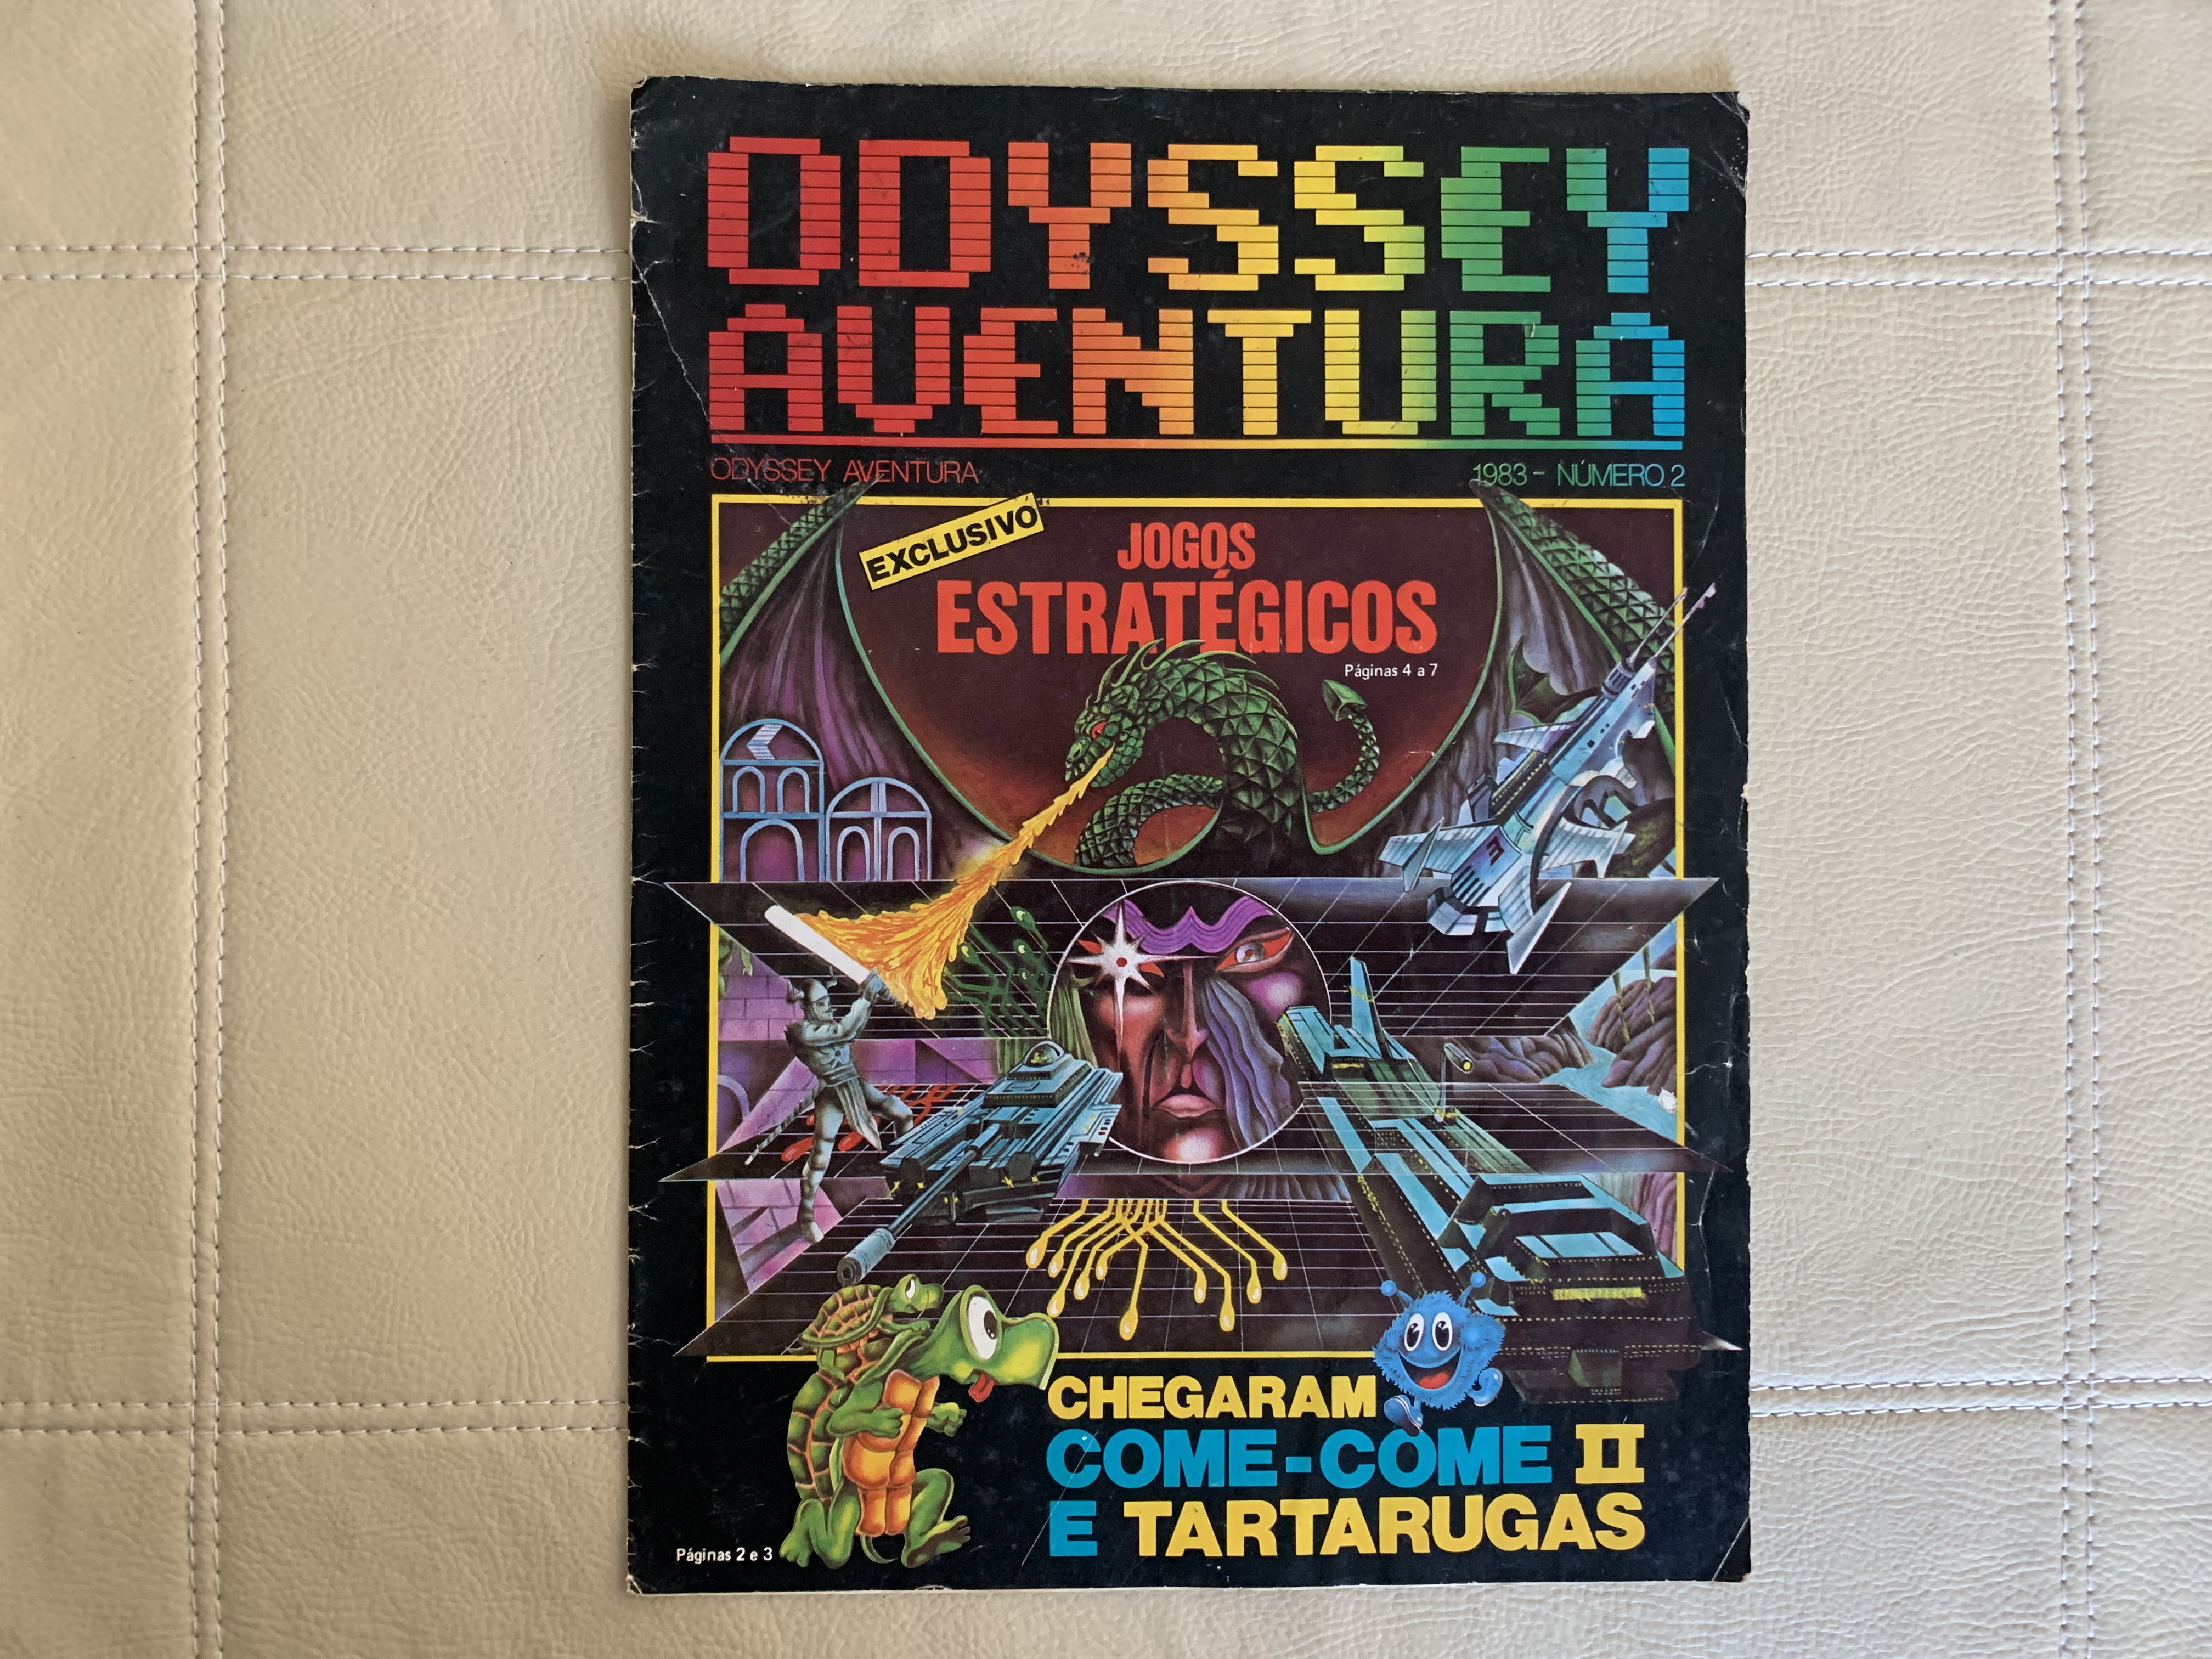 ODYSSEY
AVENTURA
ODYSSEY AVENTURA
1983 - NÚMERO 2
EXCLUSIVO
JOGOS
ESTRATÉGICOS
Páginas 4 a 7
3
CHEGARAM
COME-COME II
E TARTARUGAS
Páginas 2 e 3